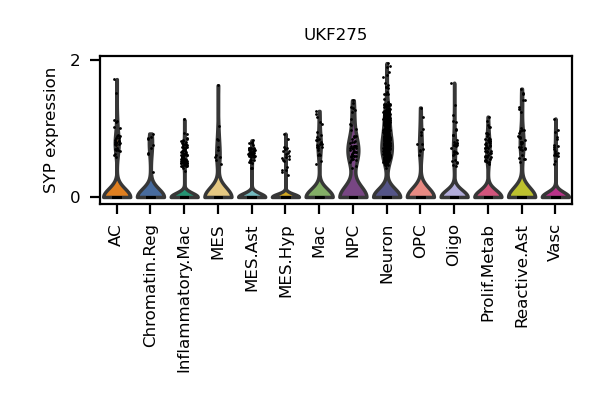 UKF275
SYP expression
2
0
AC
Chromatin.Reg
Inflammatory.Mac
MES
MES.Ast
MES.Hyp
Mac
NPC
Neuron
OPC
Oligo
Prolif.Metab
Reactive.Ast
Vasc